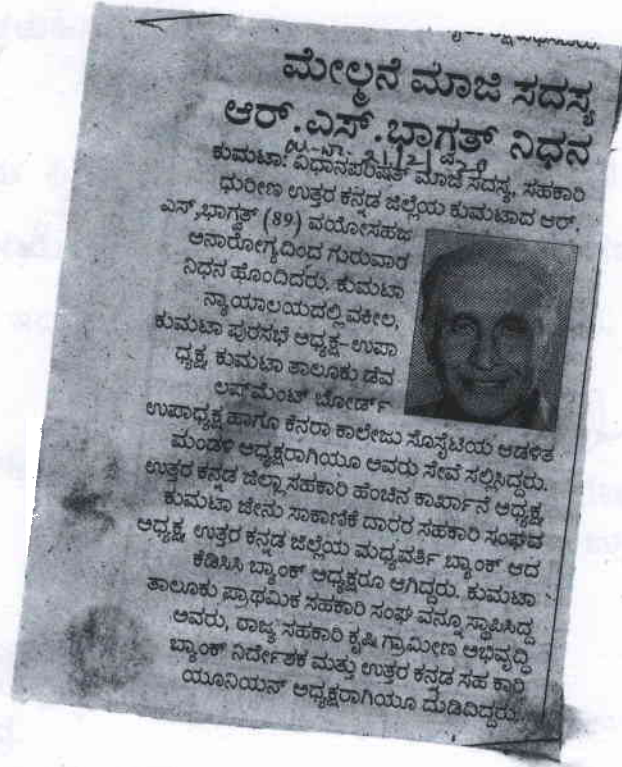 ಮೇಲ್ಮನೆ ಮಾಜಿ ಸದಸ್ಯ
ಆರ್.ಎಸ್.ಭಾಗ್ವತ್ ನಿಧನ
ಕುಮಟಾ: ವಿಧಾನಪರಿಷತ್ ಮಾಜಿ ಸದಸ್ಯ, ಸಹಕಾರಿ
ಧುರೀಣ ಉತ್ತರ ಕನ್ನಡ ಜಿಲ್ಲೆಯ ಕುಮಟಾದ ಆರ್.
ಎಸ್.ಭಾಗ್ವತ್ (89) ವಯೋಸಹಜ
ಅನಾರೋಗ್ಯದಿಂದ ಗುರುವಾರ
ನಿಧನ ಹೊಂದಿದರು. ಕುಮಟಾ
ನ್ಯಾಯಾಲಯದಲ್ಲಿ ವಕೀಲ,
ಕುಮಟಾ ಪುರಸಭೆ ಅಧ್ಯಕ್ಷ-ಉಪಾ
ಧ್ಯಕ್ಷ, ಕುಮಟಾ ತಾಲೂಕು ಡೆವ
ಲಪ್‌ಮೆಂಟ್ ಬೋರ್ಡ್
ಉಪಾಧ್ಯಕ್ಷ ಹಾಗೂ ಕೆನರಾ ಕಾಲೇಜು ಸೊಸೈಟಿಯ ಆಡಳಿತ
ಮಂಡಳಿ ಅಧ್ಯಕ್ಷರಾಗಿಯೂ ಅವರು ಸೇವೆ ಸಲ್ಲಿಸಿದ್ದರು.
ಉತ್ತರ ಕನ್ನಡ ಜಿಲ್ಲಾ ಸಹಕಾರಿ ಹೆಂಚಿನ ಕಾರ್ಖಾನೆ ಅಧ್ಯಕ್ಷ,
ಕುಮಟಾ ಜೇನು ಸಾಕಾಣಿಕೆ ದಾರರ ಸಹಕಾರಿ ಸಂಘದ
ಅಧ್ಯಕ್ಷ, ಉತ್ತರ ಕನ್ನಡ ಜಿಲ್ಲೆಯ ಮಧ್ಯವರ್ತಿ ಬ್ಯಾಂಕ್ ಆದ
ಕೆಡಿಸಿಸಿ ಬ್ಯಾಂಕ್ ಅಧ್ಯಕ್ಷರೂ ಆಗಿದ್ದರು. ಕುಮಟಾ
ತಾಲೂಕು ಪ್ರಾಥಮಿಕ ಸಹಕಾರಿ ಸಂಘ ವನ್ನೂ ಸ್ಥಾಪಿಸಿದ್ದ
ಅವರು, ರಾಜ್ಯ ಸಹಕಾರಿ ಕೃಷಿ ಗ್ರಾಮೀಣ ಅಭಿವೃದ್ಧಿ
ಬ್ಯಾಂಕ್ ನಿರ್ದೇಶಕ ಮತ್ತು ಉತ್ತರ ಕನ್ನಡ ಸಹ ಕಾರಿ
ಯೂನಿಯನ್ ಅಧ್ಯಕ್ಷರಾಗಿಯೂ ದುಡಿದಿದ್ದರು.